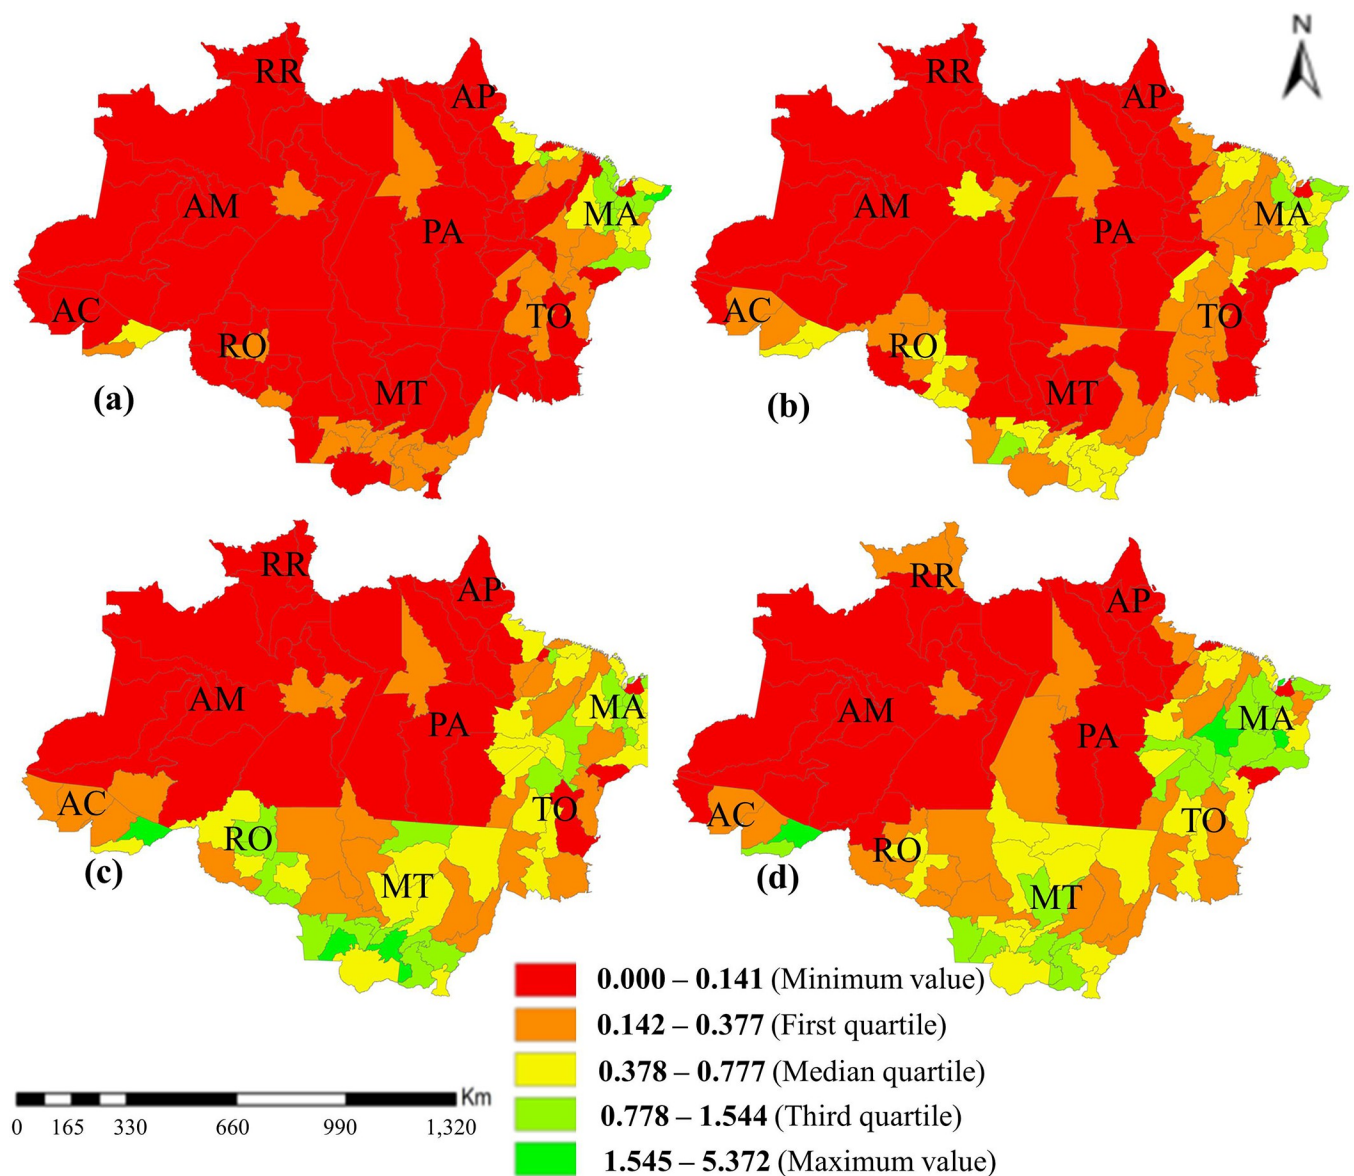 N
RR
AP
AM
PA
MA
AC
RO
TO
MT
(a)
RR
AP
AM
PA
MA
AC
RO
TO
MT
(b)
RR
AP
AM
PA
MA
AC
RO
TO
MT
(c)
RR
AP
AM
PA
MA
AC
RO
TO
MT
(d)
0.000 – 0.141 (Minimum value)
0.142 – 0.377 (First quartile)
0.378 – 0.777 (Median quartile)
0.778 – 1.544 (Third quartile)
1.545 – 5.372 (Maximum value)
Km
0 165 330 660 990 1,320